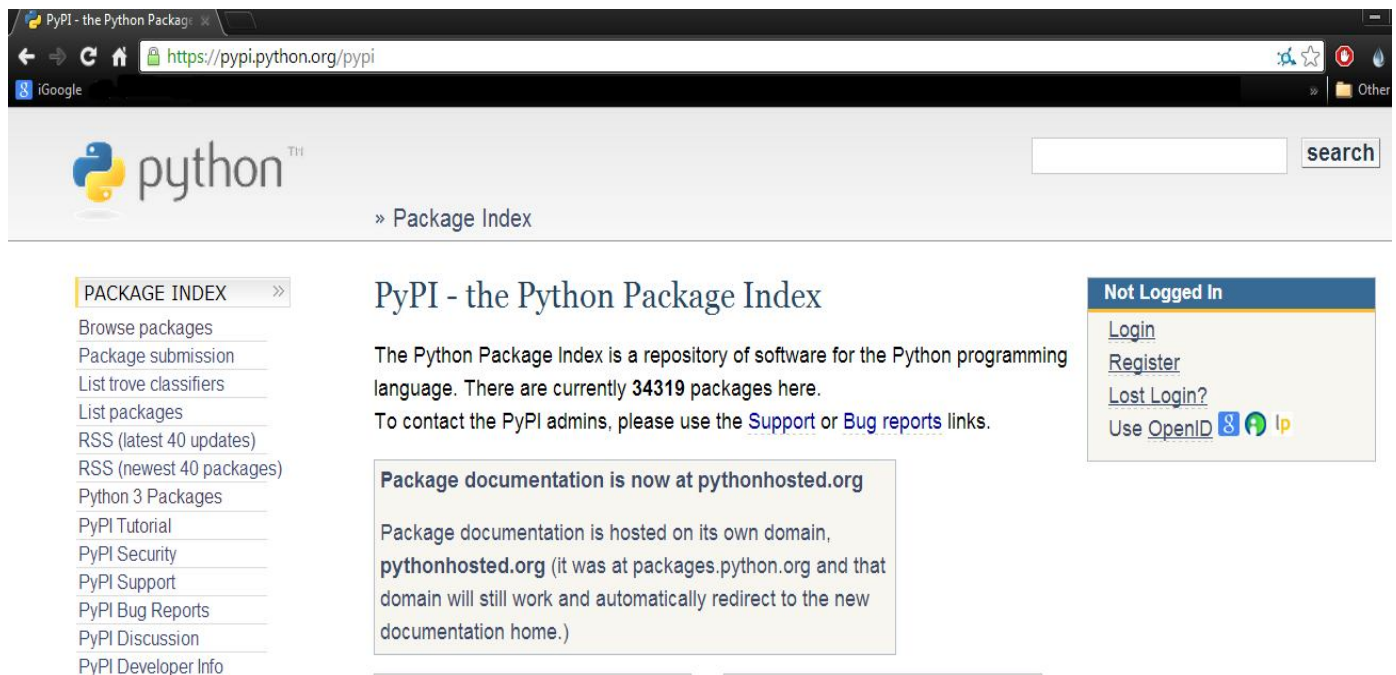 PyPI - the Python Package
https://pypi.python.org/pypi
iGoogle
» Other
python™
search
» Package Index
PACKAGE INDEX »
Browse packages
Package submission
List trove classifiers
List packages
RSS (latest 40 updates)
RSS (newest 40 packages)
Python 3 Packages
PyPI Tutorial
PyPI Security
PyPI Support
PyPI Bug Reports
PyPI Discussion
PyPI Developer Info
PyPI - the Python Package Index
The Python Package Index is a repository of software for the Python programming
language. There are currently 34319 packages here.
To contact the PyPI admins, please use the Support or Bug reports links.
Package documentation is now at pythonhosted.org
Package documentation is hosted on its own domain,
pythonhosted.org (it was at packages.python.org and that
domain will still work and automatically redirect to the new
documentation home.)
Not Logged In
Login
Register
Lost Login?
Use OpenID 8 lp